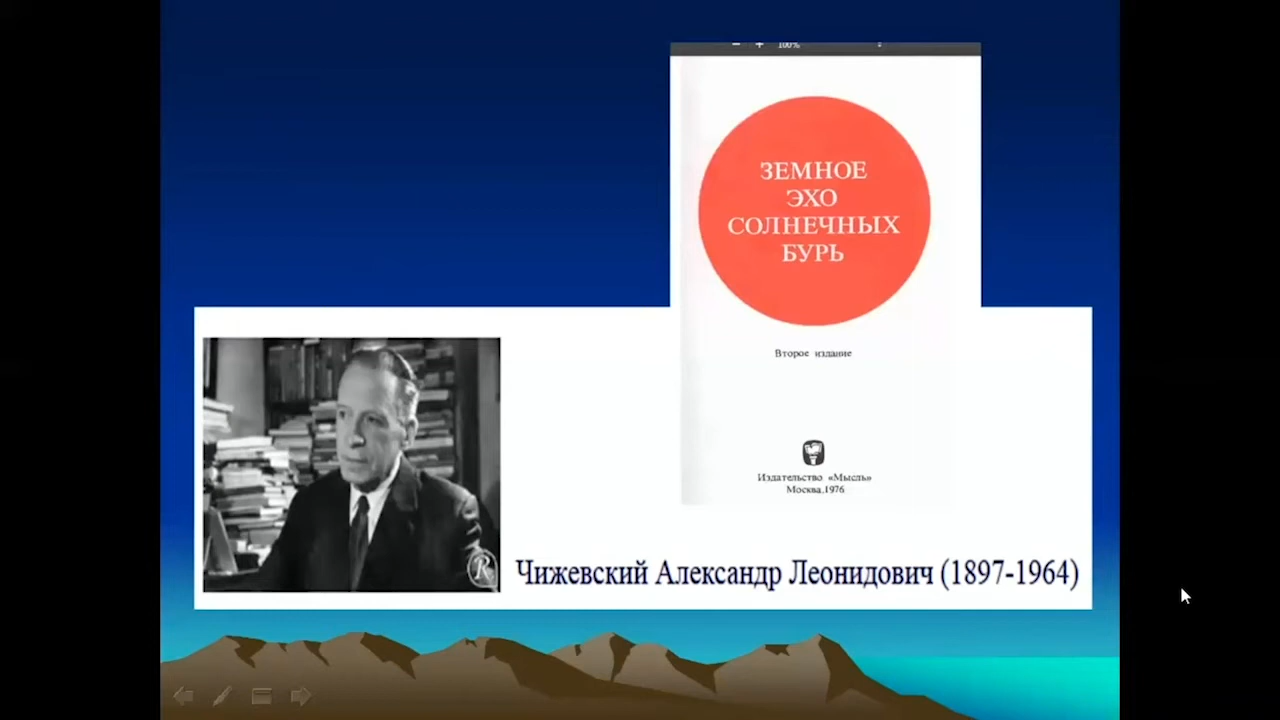 100%
ЗЕМНОЕ
ЭХО
СОЛНЕЧНЫХ
БУРЬ
Второе издание
Издательство «Мысль»
Москва,1976
R
Чижевский Александр Леонидович (1897-1964)